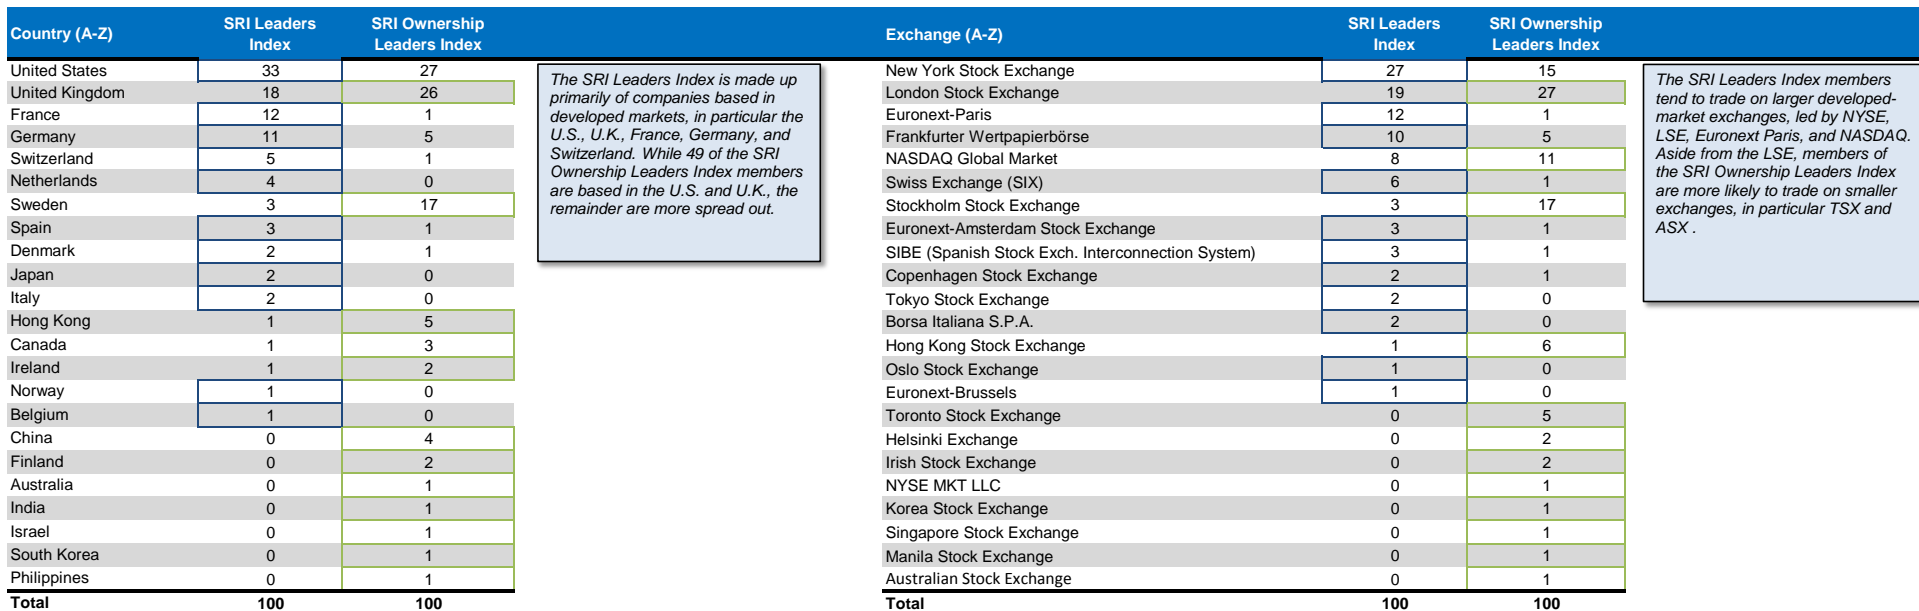 Country (A-Z) SRI Leaders Index SRI Ownership Leaders Index
United States 33 27
United Kingdom 18 26
France 12 1
Germany 11 5
Switzerland 5 1
Netherlands 4 0
Sweden 3 17
Spain 3 1
Denmark 2 1
Japan 2 0
Italy 2 0
Hong Kong 1 5
Canada 1 3
Ireland 1 2
Norway 1 0
Belgium 1 0
China 0 4
Finland 0 2
Australia 0 1
India 0 1
Israel 0 1
South Korea 0 1
Philippines 0 1
Total 100 100
The SRI Leaders Index is made up
primarily of companies based in
developed markets, in particular the
U.S., U.K., France, Germany, and
Switzerland. While 49 of the SRI
Ownership Leaders Index members
are based in the U.S. and U.K., the
remainder are more spread out.
Exchange (A-Z) SRI Leaders Index SRI Ownership Leaders Index
New York Stock Exchange 27 15
London Stock Exchange 19 27
Euronext-Paris 12 1
Frankfurter Wertpapierbörse 10 5
NASDAQ Global Market 8 11
Swiss Exchange (SIX) 6 1
Stockholm Stock Exchange 3 17
Euronext-Amsterdam Stock Exchange 3 1
SIBE (Spanish Stock Exch. Interconnection System) 3 1
Copenhagen Stock Exchange 2 1
Tokyo Stock Exchange 2 0
Borsa Italiana S.P.A. 2 0
Hong Kong Stock Exchange 1 6
Oslo Stock Exchange 1 0
Euronext-Brussels 1 0
Toronto Stock Exchange 0 5
Helsinki Exchange 0 2
Irish Stock Exchange 0 2
NYSE MKT LLC 0 1
Korea Stock Exchange 0 1
Singapore Stock Exchange 0 1
Manila Stock Exchange 0 1
Australian Stock Exchange 0 1
Total 100 100
The SRI Leaders Index members
tend to trade on larger developed-
market exchanges, led by NYSE,
LSE, Euronext Paris, and NASDAQ.
Aside from the LSE, members of
the SRI Ownership Leaders Index
are more likely to trade on smaller
exchanges, in particular TSX and
ASX .